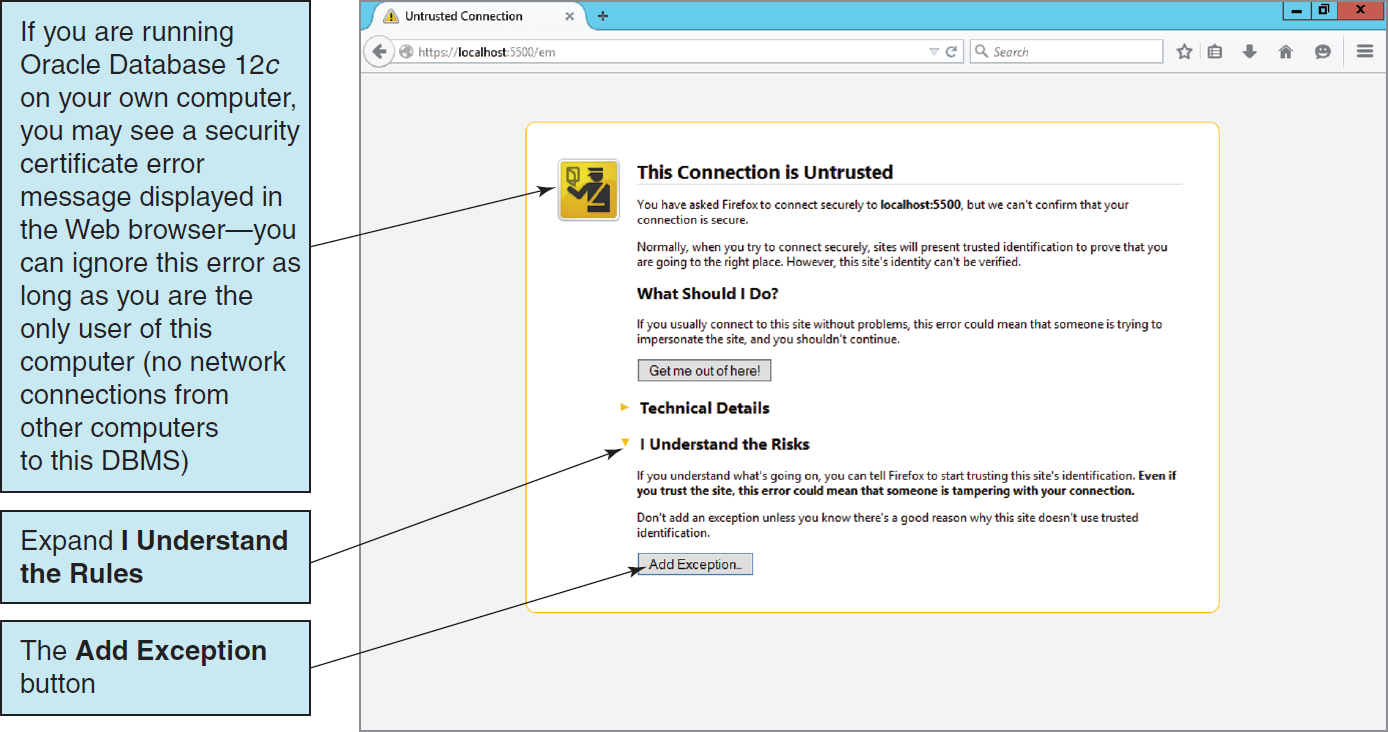 If you are running
Oracle Database 12c
on your own computer,
you may see a security
certificate error
message displayed in
the Web browser—you
can ignore this error as
long as you are the
only user of this
computer (no network
connections from
other computers
to this DBMS)
Expand I Understand
the Rules
The Add Exception
button
Untrusted Connection
https://localhost:5500/em
Search
This Connection is Untrusted
You have asked Firefox to connect securely to localhost:5500, but we can't confirm that your
connection is secure.
Normally, when you try to connect securely, sites will present trusted identification to prove that you
are going to the right place. However, this site's identity can't be verified.
What Should I Do?
If you usually connect to this site without problems, this error could mean that someone is trying to
impersonate the site, and you shouldn't continue.
Get me out of here!
Technical Details
I Understand the Risks
If you understand what's going on, you can tell Firefox to start trusting this site's identification. Even if
you trust the site, this error could mean that someone is tampering with your connection.
Don't add an exception unless you know there's a good reason why this site doesn't use trusted
identification.
Add Exception...